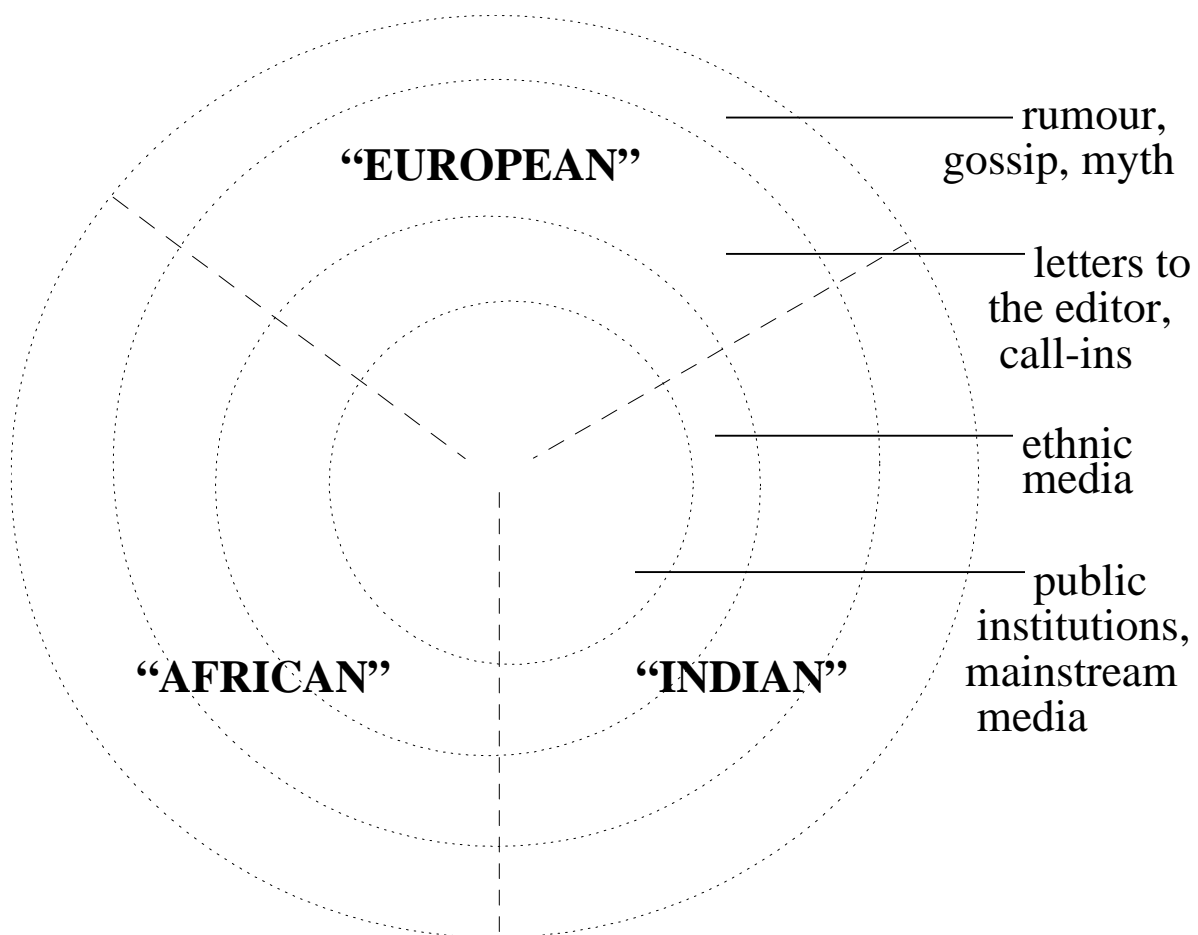 rumour,
gossip, myth
“EUROPEAN”
letters to
the editor,
call-ins
ethnic
media
public
institutions,
mainstream
media
“AFRICAN”
“INDIAN”